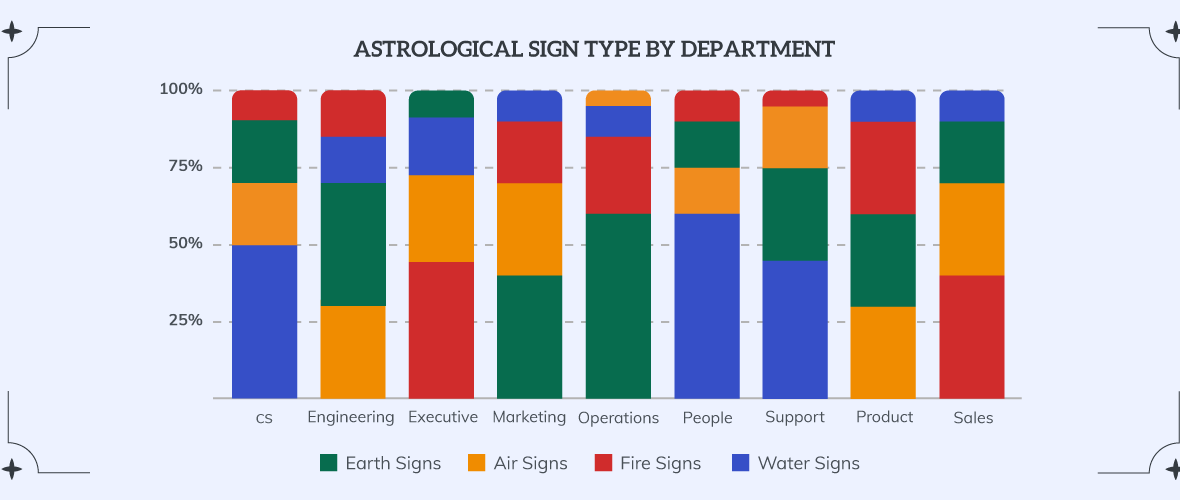 ASTROLOGICAL SIGN TYPE BY DEPARTMENT
100%
75%
50%
25%
CS Engineering Executive Marketing Operations People Support Product Sales
Earth Signs Air Signs Fire Signs Water Signs